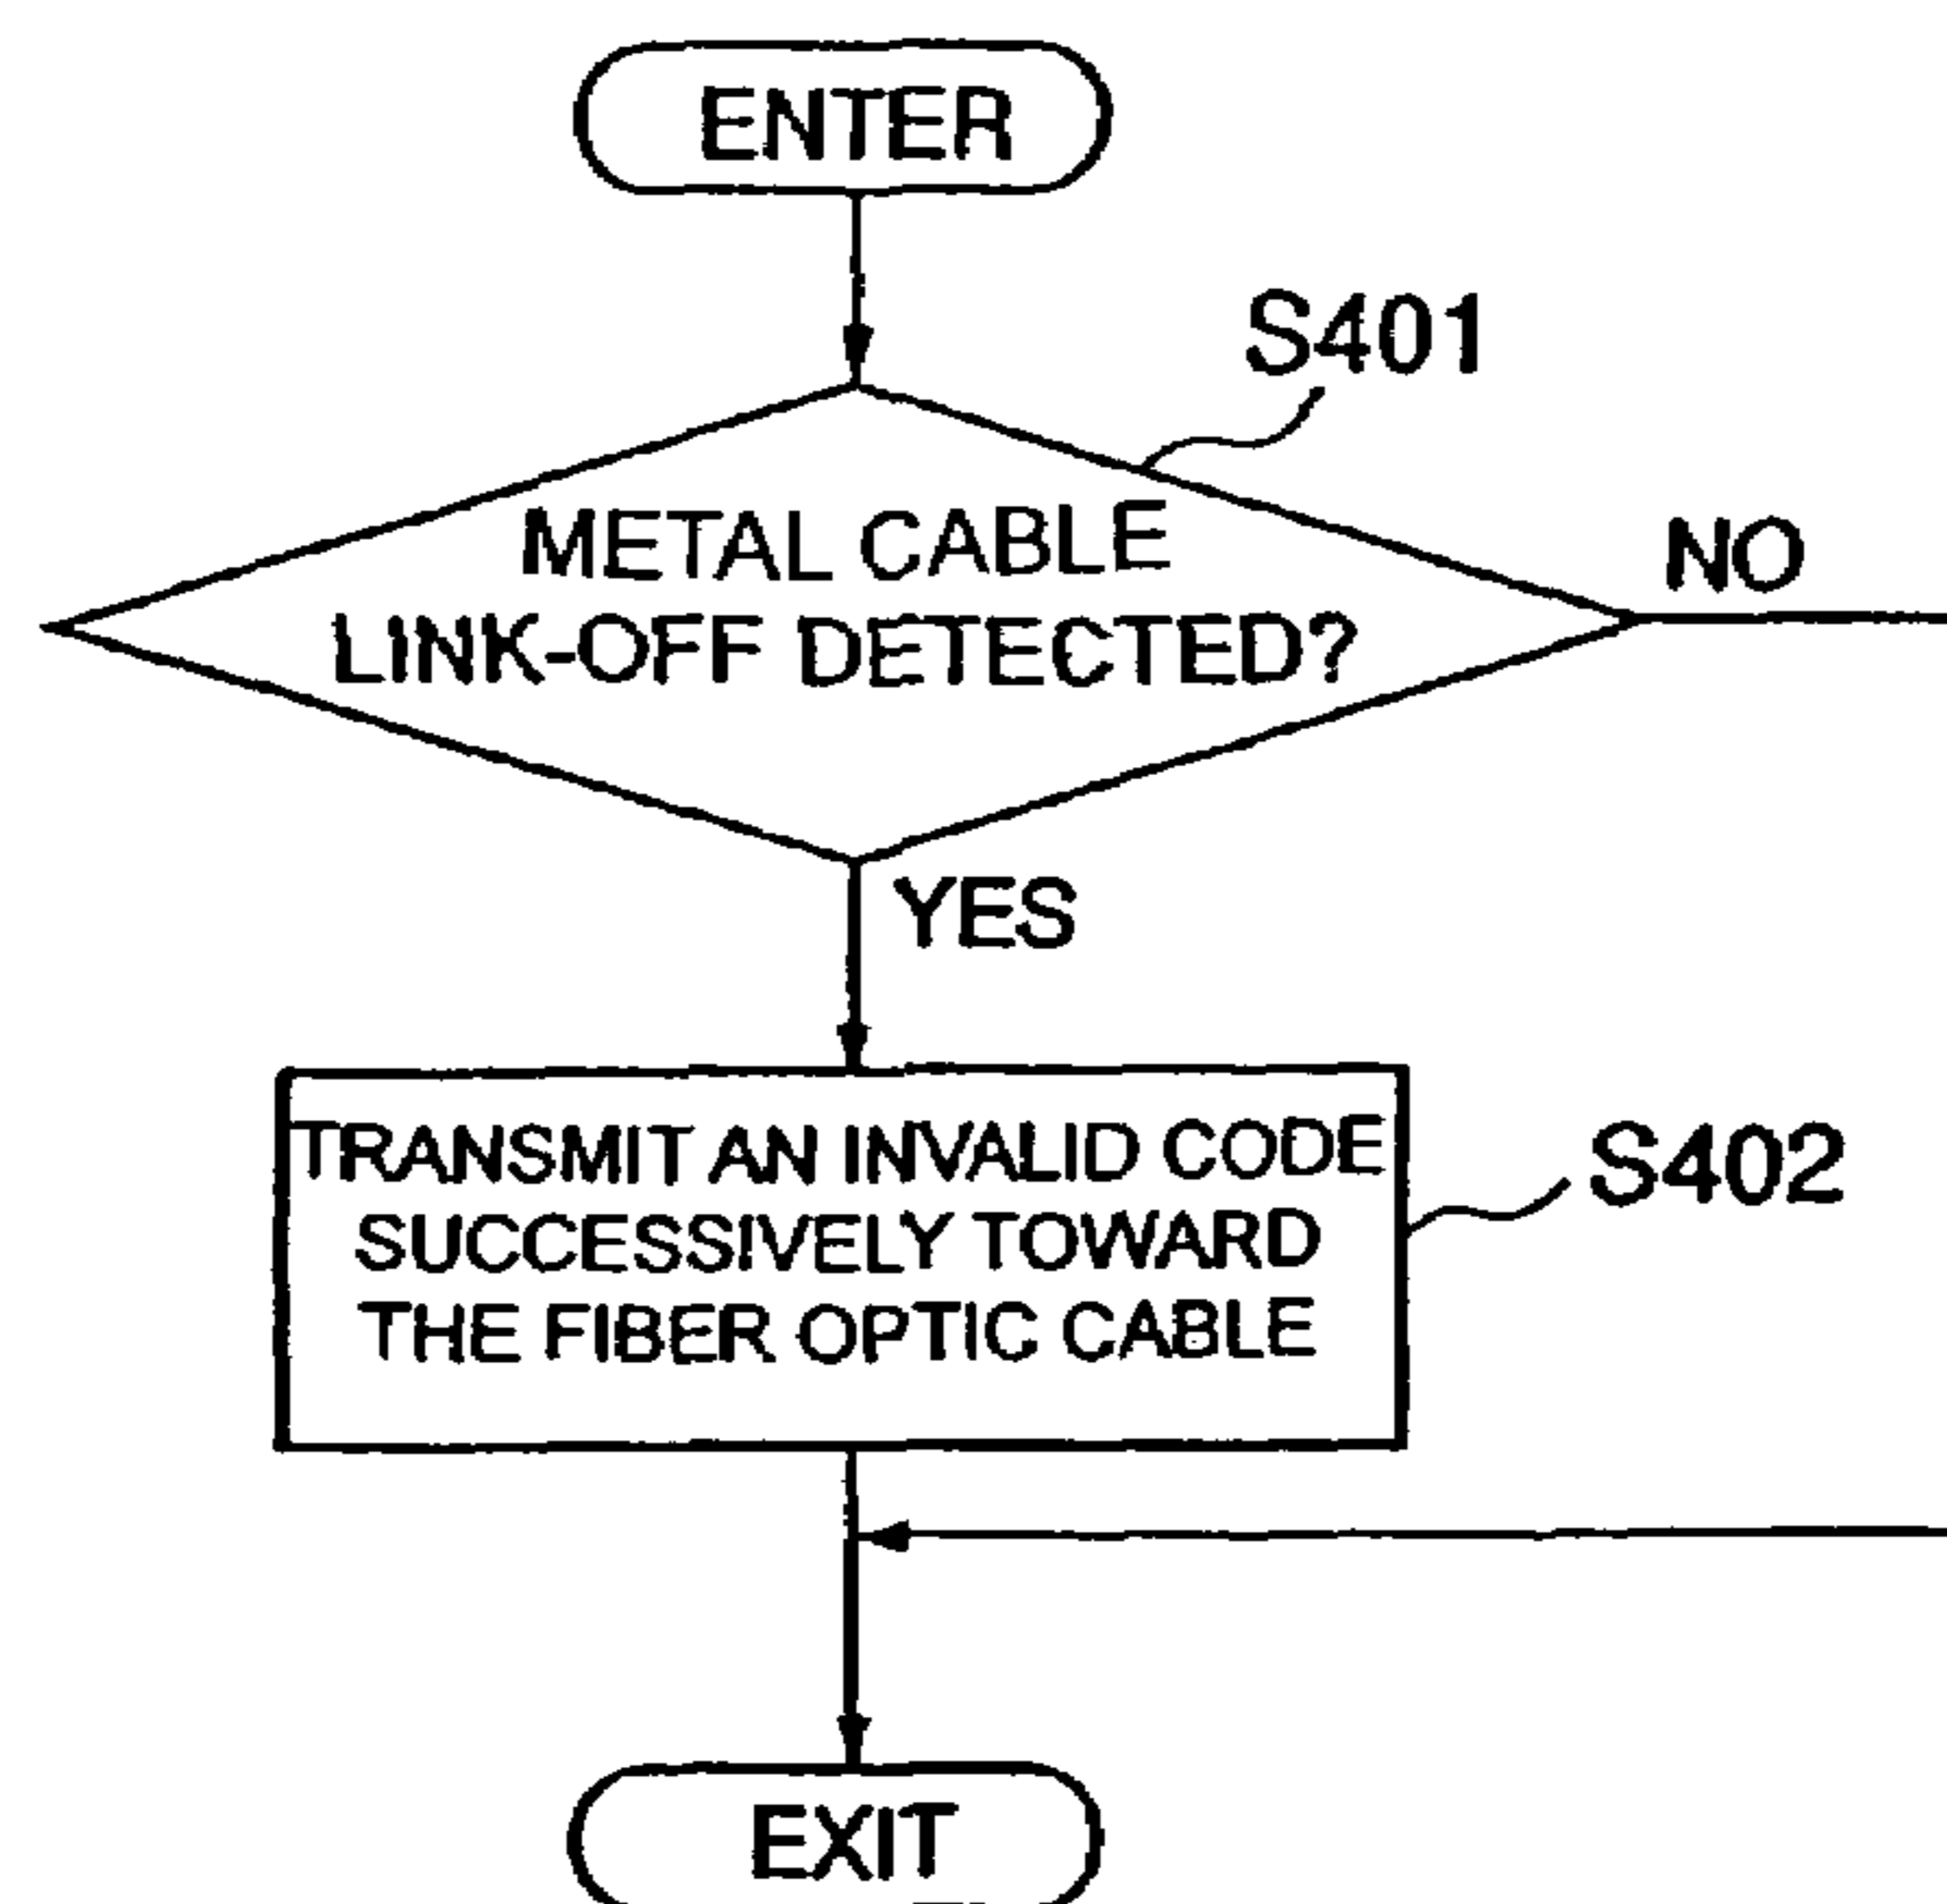 ENTER
S401
METAL CABLE
LINK-OFF DETECTED?
NO
YES
TRANSMIT AN INVALID CODE
SUCCESSIVELY TOWARD
THE FIBER OPTIC CABLE
S402
EXIT